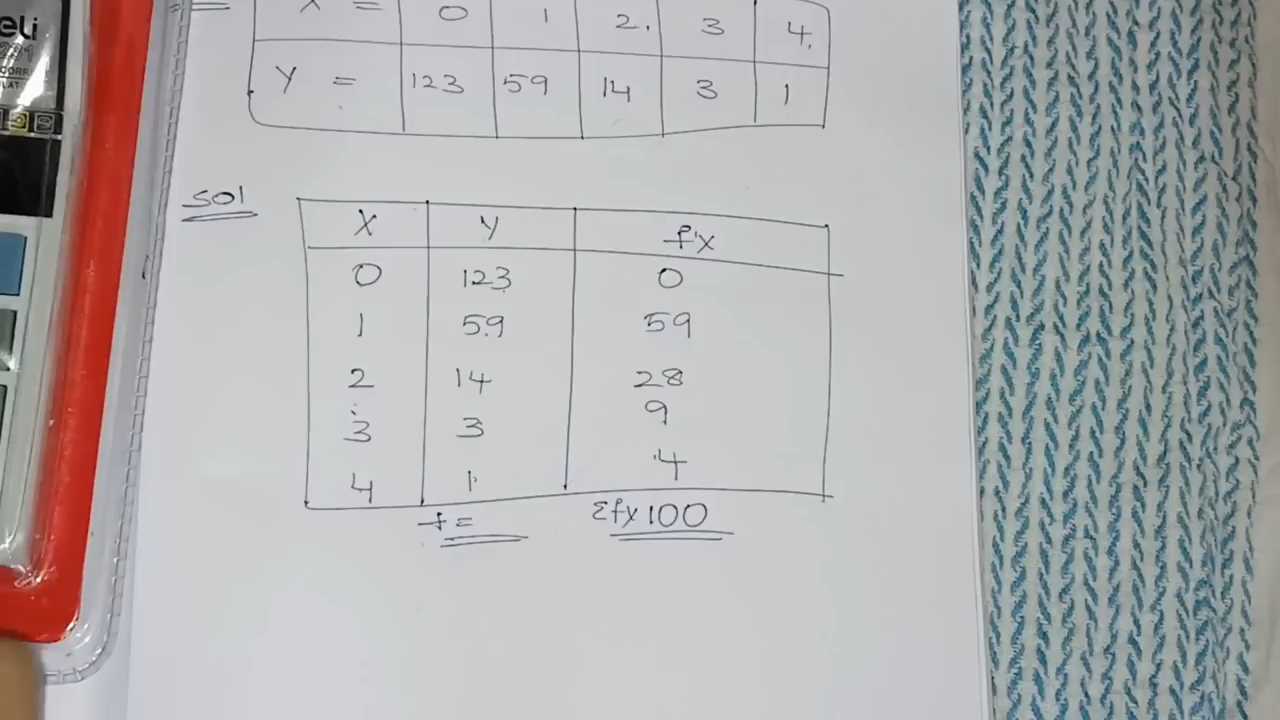 X = 0 1 2 3 4
Y = 123 59 14 3 1
Sol
X Y f'x
0 123 0
1 59 59
2 14 28
3 3 9
4 1 4
f = Σfx 100